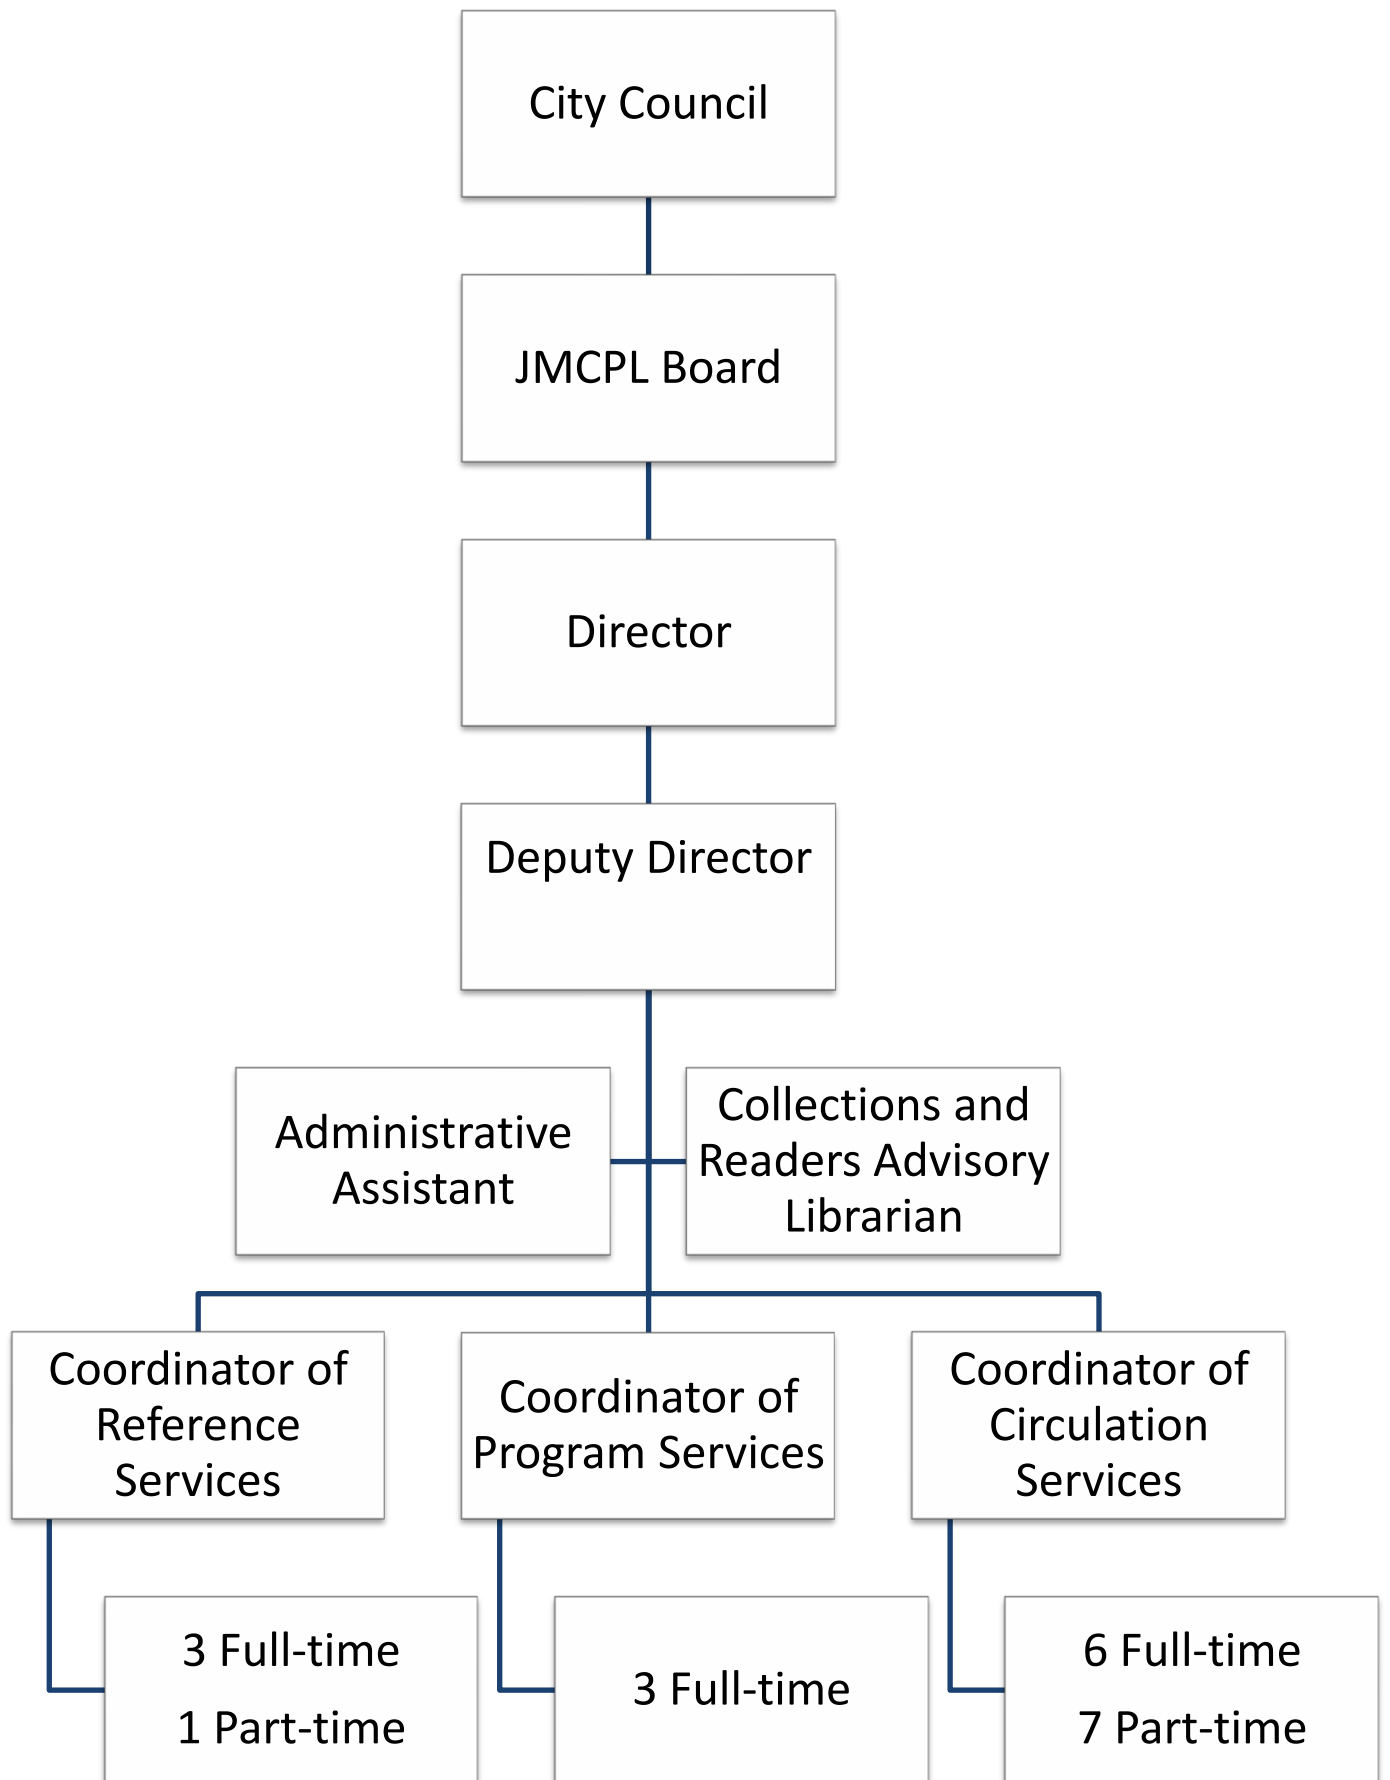 City Council
JMCPL Board
Director
Deputy Director
Administrative
Assistant
Collections and
Readers Advisory
Librarian
Coordinator of
Reference
Services
Coordinator of
Program Services
Coordinator of
Circulation
Services
3 Full-time
1 Part-time
3 Full-time
6 Full-time
7 Part-time